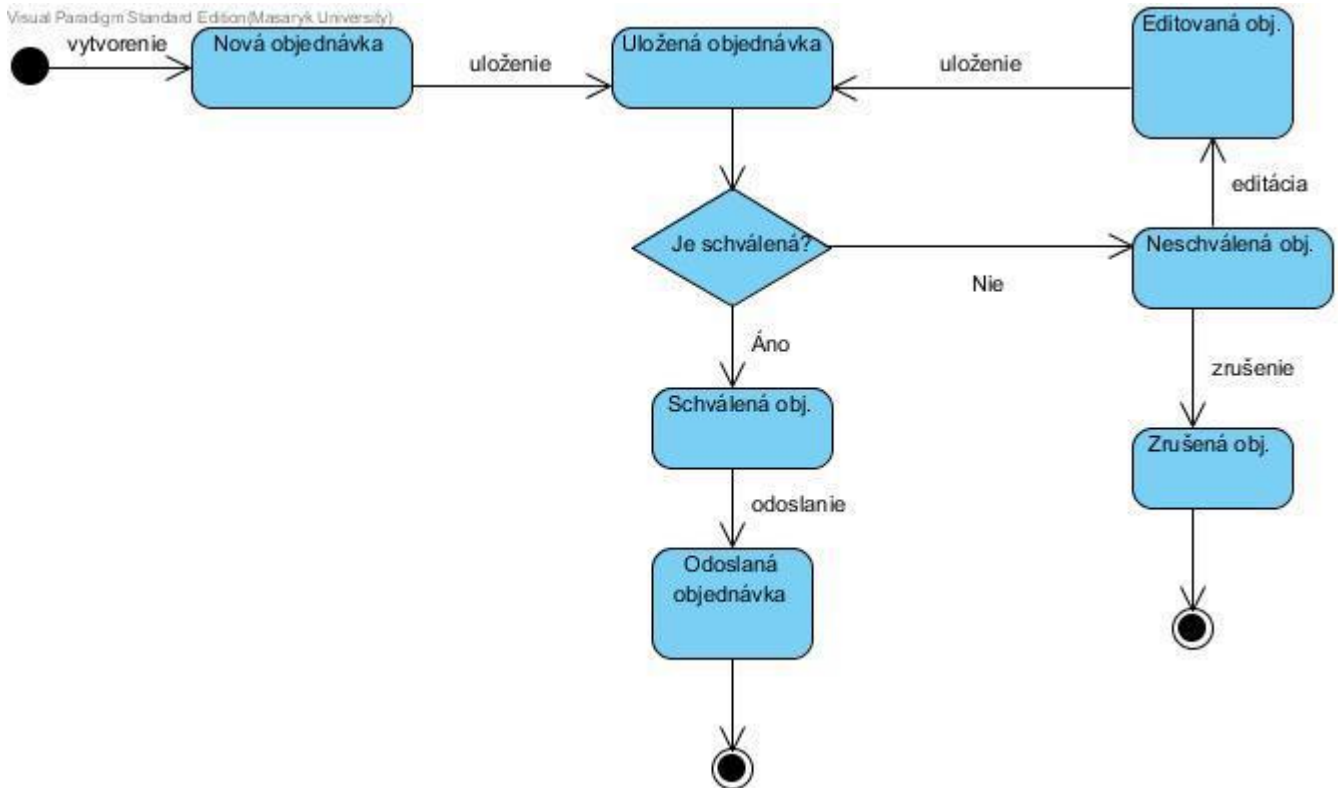 Visual Paradigm Standard Edition(Masaryk University)
vytvorenie
Nová objednávka
uloženie
Uložená objednávka
uloženie
Editovaná obj.
editácia
Je schválená?
Nie
Neschválená obj.
Áno
zrušenie
Schválená obj.
Zrušená obj.
odoslanie
Odoslaná
objednávka